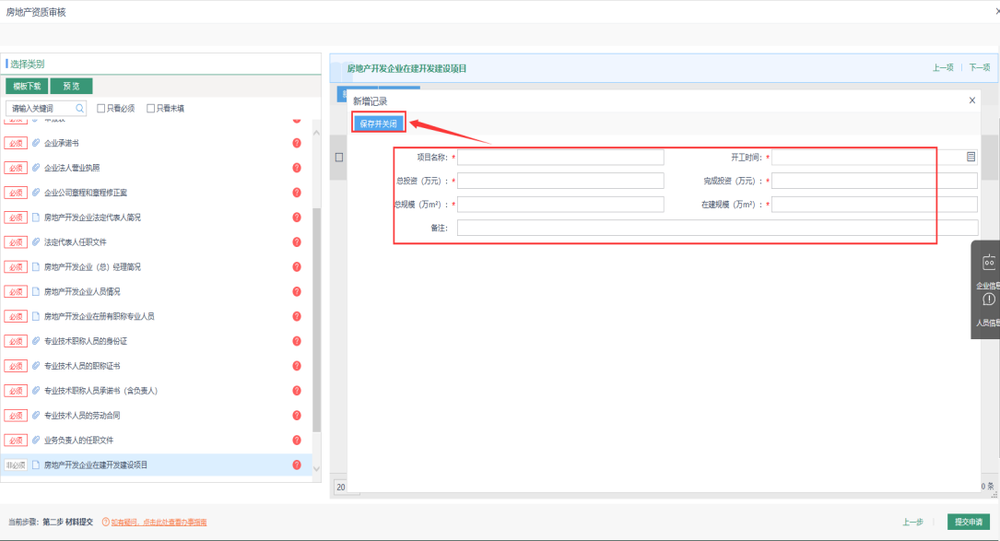 房地产资质审核
选择类别
模板下载 预 览
请输入关键词 只看必须 只看未填
必须
必须 企业承诺书
必须 企业法人营业执照
必须 企业公司章程和章程修正案
必须 房地产开发企业法定代表人简况
必须 法定代表人任职文件
必须 房地产开发企业（总）经理简况
必须 房地产开发企业人员情况
必须 房地产开发企业在册有职称专业人员
必须 专业技术职称人员的身份证
必须 专业技术人员的职称证书
必须 专业技术职称人员承诺书（含负责人）
必须 专业技术人员的劳动合同
必须 业务负责人的任职文件
非必须 房地产开发企业在建开发建设项目
房地产开发企业在建开发建设项目
上一项 下一项
新增记录 X
保存并关闭
项目名称： * 开工时间： *
总投资（万元）： * 完成投资（万元）： *
总规模（万m²）： * 在建规模（万m²）： *
备注：
企业信息
人员信息
20 0 条
当前步骤： 第二步 材料提交 如有疑问，点击此处查看办事指南
上一步 提交申请